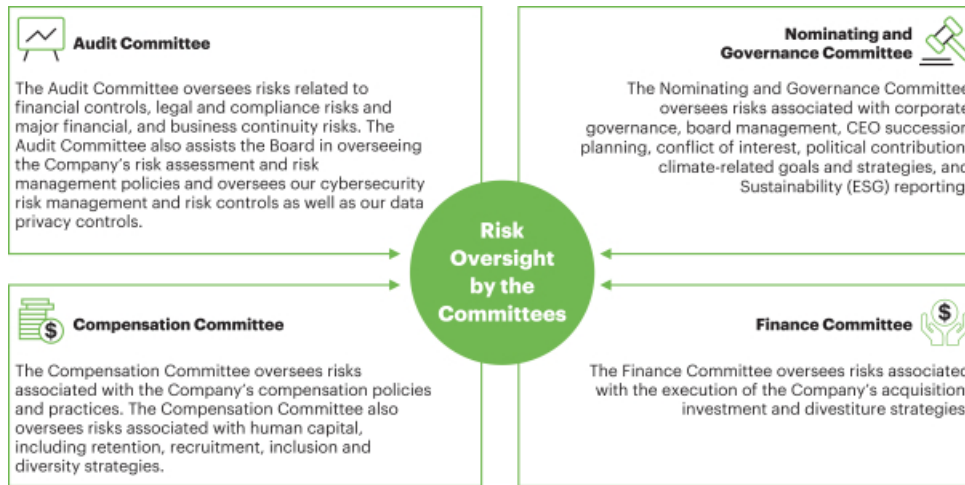 Audit Committee
The Audit Committee oversees risks related to
financial controls, legal and compliance risks and
major financial, and business continuity risks. The
Audit Committee also assists the Board in overseeing
the Company's risk assessment and risk
management policies and oversees our cybersecurity
risk management and risk controls as well as our data
privacy controls.
Nominating and
Governance Committee
The Nominating and Governance Committee
oversees risks associated with corporate
governance, board management, CEO succession
planning, conflict of interest, political contribution
climate-related goals and strategies, and
Sustainability (ESG) reporting
Risk
Oversight
by the
Committees
$ Compensation Committee
The Compensation Committee oversees risks
associated with the Company's compensation policies
and practices. The Compensation Committee also
oversees risks associated with human capital,
including retention, recruitment, inclusion and
diversity strategies.
Finance Committee $
The Finance Committee oversees risks associated
with the execution of the Company's acquisition
investment and divestiture strategies